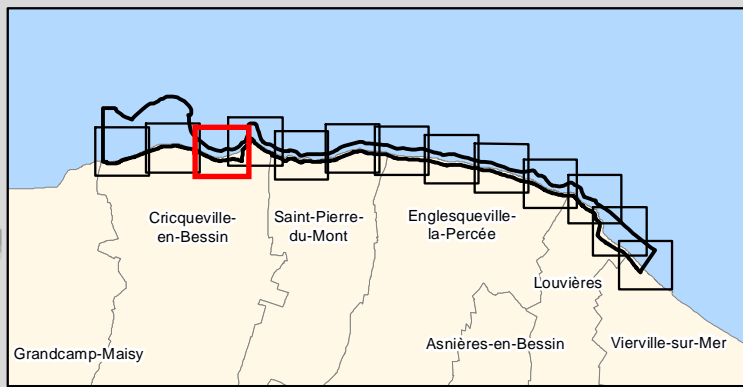 Cricqueville-
en-Bessin
Saint-Pierre-
du-Mont
Englesqueville-
la-Percée
Louvières
Grandcamp-Maisy
Asnières-en-Bessin
Vierville-sur-Mer